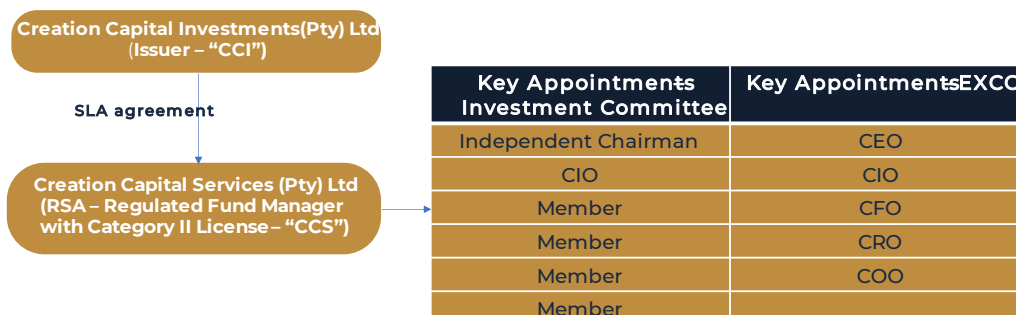 Creation Capital Investments(Pty) Ltd
(Issuer – “CCI”)
SLA agreement
Creation Capital Services (Pty) Ltd
(RSA – Regulated Fund Manager
with Category II License – “CCS”)
Key Appointments –
Investment Committee
Key Appointments – EXCO
Independent Chairman
CEO
CIO
CIO
Member
CFO
Member
CRO
Member
COO
Member